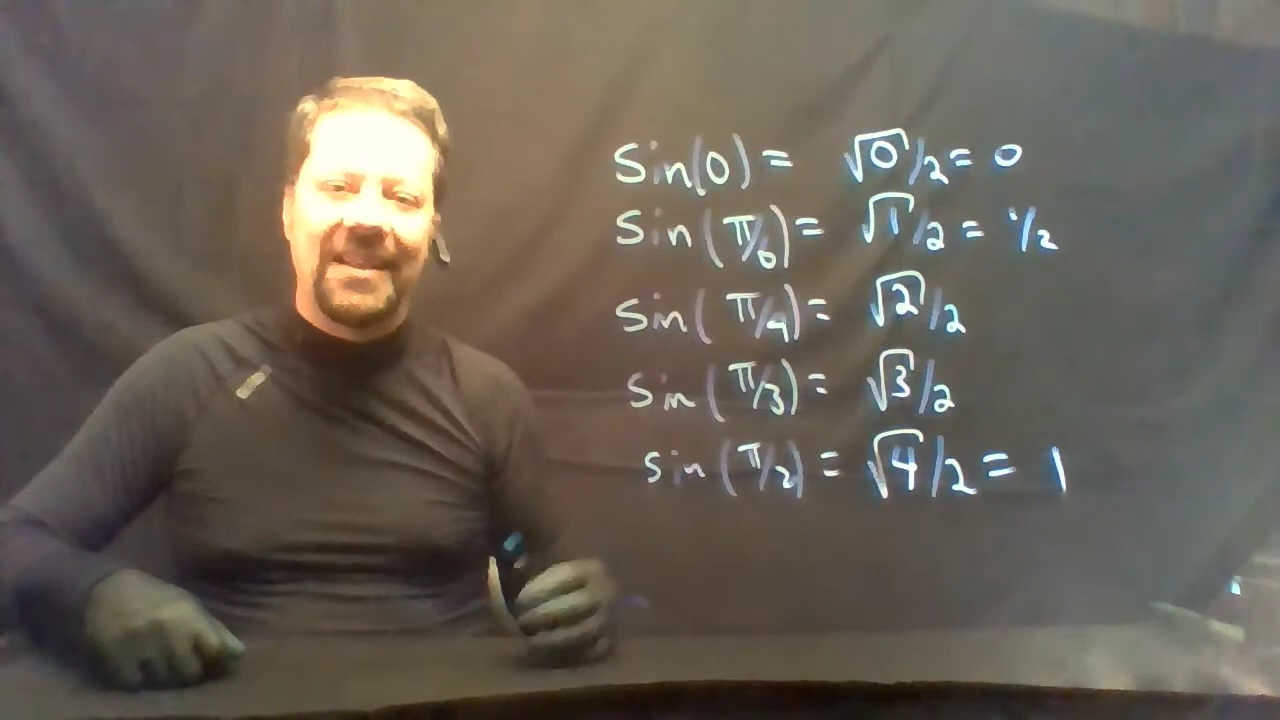 Sin(0) = √0/2 = 0
Sin(π/6) = √1/2 = 1/2
Sin(π/4) = √2/2
Sin(π/3) = √3/2
Sin(π/2) = √4/2 = 1